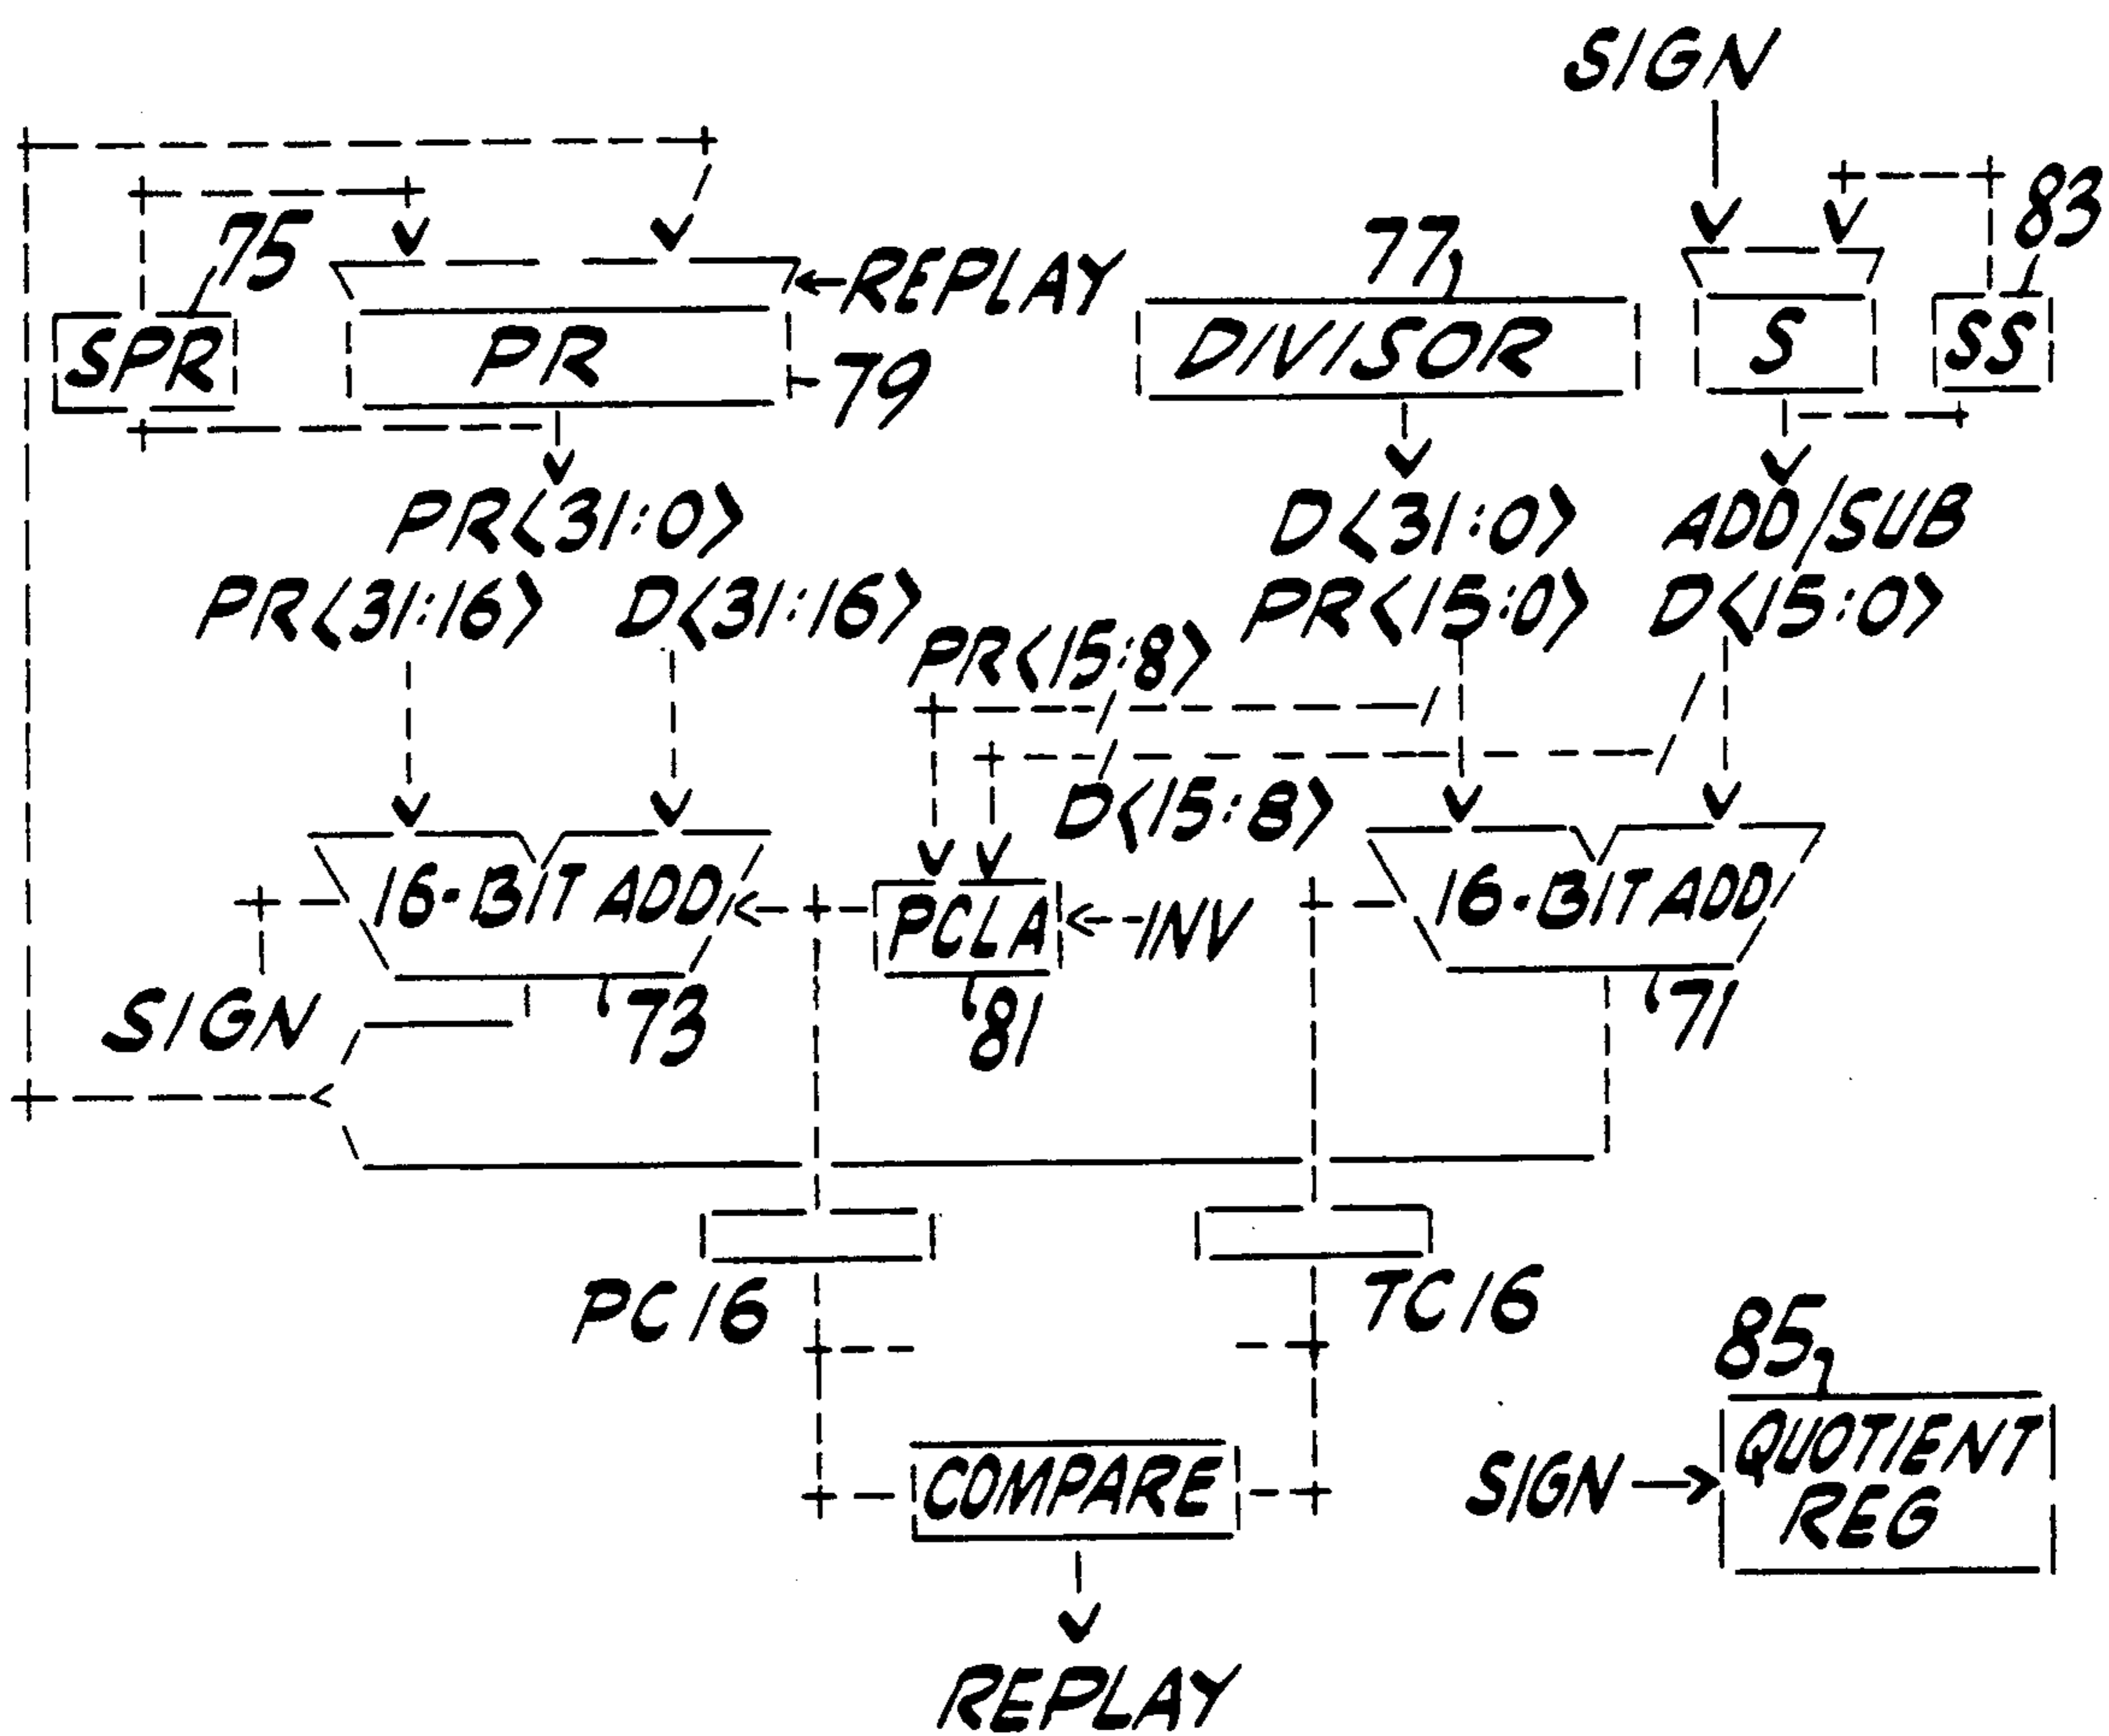 SIGN
83
75
77
REPLAY
SPR
PR
79
DIVISOR
S
SS
PR<31:0>
D<31:0>
ADD/SUB
PR<31:16>
D<31:16>
PR<15:8>
PR<15:0>
D<15:0>
D<15:8>
16-BIT ADD
PCLA
INV
16-BIT ADD
SIGN
73
81
71
PC16
TC16
85
COMPARE
SIGN
QUOTIENT
REG
REPLAY